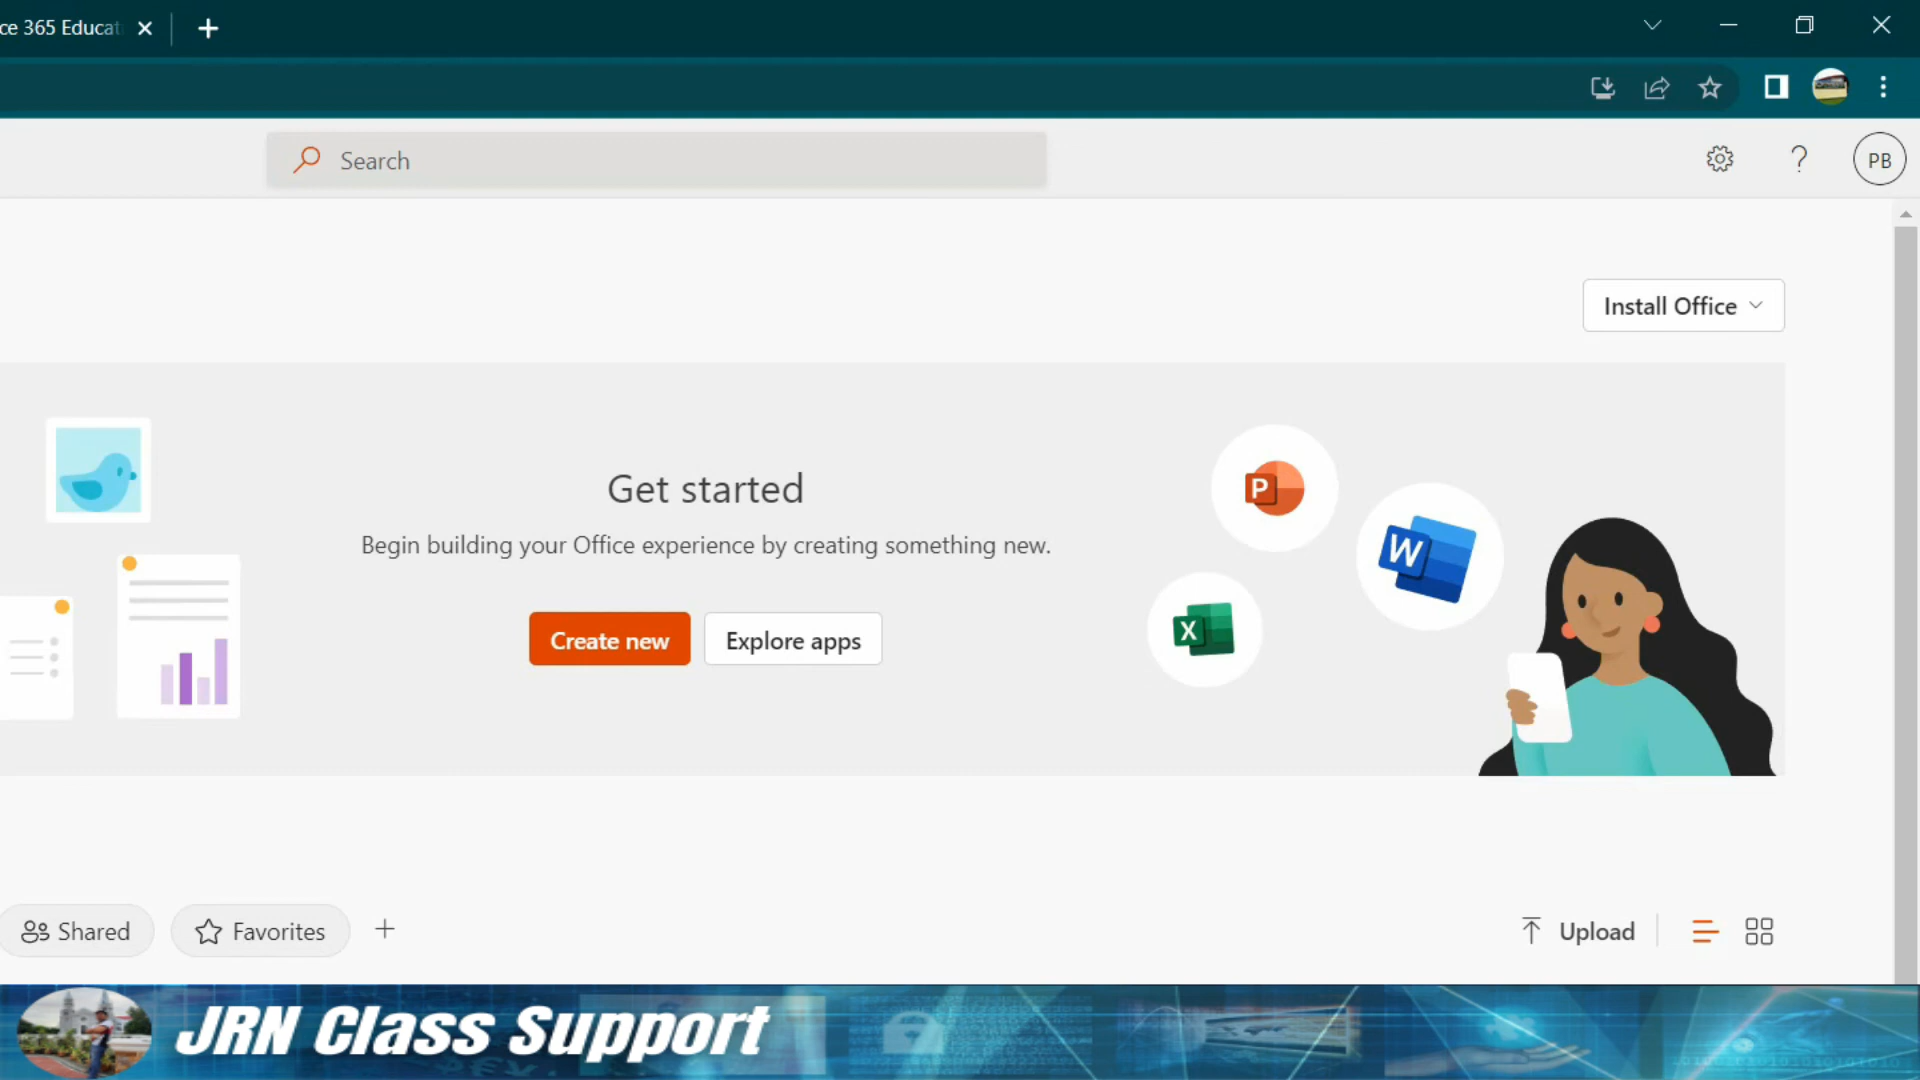 ce 365 Educat
Search
PB
Install Office
Get started
Begin building your Office experience by creating something new.
Create new
Explore apps
P
W
X
Shared
Favorites
Upload
JRN Class Support